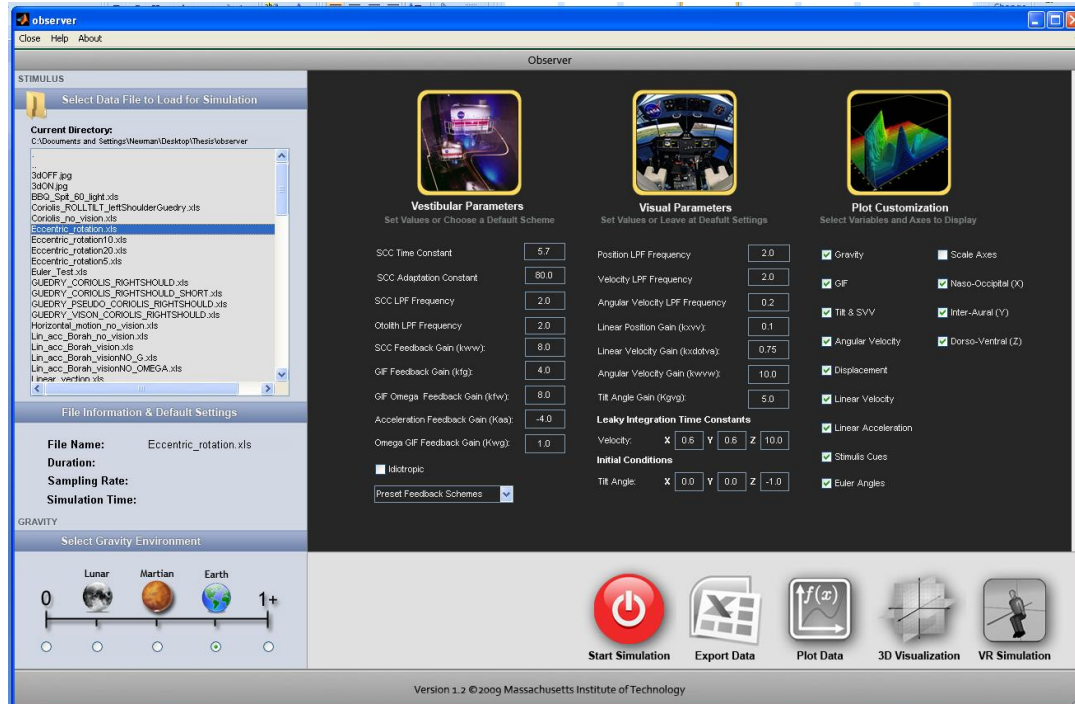 observer
Close Help About
Observer
STIMULUS
Select Data File to Load for Simulation
Current Directory:
C:\Documents and Settings\Newman\Desktop\Thesis\observer
.
..
3dOFF.jpg
3dON.jpg
BBQ_Spit_60_light.xls
Coriolis_ROLLTILT_leftShoulderGuedry.xls
Coriolis_no_vision.xls
Eccentric_rotation.xls
Eccentric_rotation10.xls
Eccentric_rotation20.xls
Eccentric_rotation5.xls
Euler_Test.xls
GUEDRY_CORIOLIS_RIGHTSHOULD.xls
GUEDRY_CORIOLIS_RIGHTSHOULD_SHORT.xls
GUEDRY_PSEUDO_CORIOLIS_RIGHTSHOULD.xls
GUEDRY_VISON_CORIOLIS_RIGHTSHOULD.xls
Horizontal_motion_no_vision.xls
Lin_acc_Borah_no_vision.xls
Lin_acc_Borah_vision.xls
Lin_acc_Borah_visionNO_G.xls
Lin_acc_Borah_visionNO_OMEGA.xls
Linear_vection.xls
File Information & Default Settings
File Name: Eccentric_rotation.xls
Duration:
Sampling Rate:
Simulation Time:
GRAVITY
Select Gravity Environment
Lunar Martian Earth
0 1+
Vestibular Parameters
Set Values or Choose a Default Scheme
SCC Time Constant 5.7
SCC Adaptation Constant 80.0
SCC LPF Frequency 2.0
Otolith LPF Frequency 2.0
SCC Feedback Gain (kww): 8.0
GIF Feedback Gain (kfg): 4.0
GIF Omega Feedback Gain (kfw): 8.0
Acceleration Feedback Gain (Kaa): -4.0
Omega GIF Feedback Gain (Kwg): 1.0
Idiotropic
Preset Feedback Schemes
Visual Parameters
Set Values or Leave at Deafult Settings
Position LPF Frequency 2.0
Velocity LPF Frequency 2.0
Angular Velocity LPF Frequency 0.2
Linear Position Gain (kxvv): 0.1
Linear Velocity Gain (kxdotva): 0.75
Angular Velocity Gain (kwvw): 10.0
Tilt Angle Gain (Kgvg): 5.0
Leaky Integration Time Constants
Velocity: X 0.6 Y 0.6 Z 10.0
Initial Conditions
Tilt Angle: X 0.0 Y 0.0 Z -1.0
Plot Customization
Select Variables and Axes to Display
Gravity Scale Axes
GIF Naso-Occipital (X)
Tilt & SVV Inter-Aural (Y)
Angular Velocity Dorso-Ventral (Z)
Displacement
Linear Velocity
Linear Acceleration
Stimulis Cues
Euler Angles
f(x)
Start Simulation Export Data Plot Data 3D Visualization VR Simulation
Version 1.2 ©2009 Massachusetts Institute of Technology